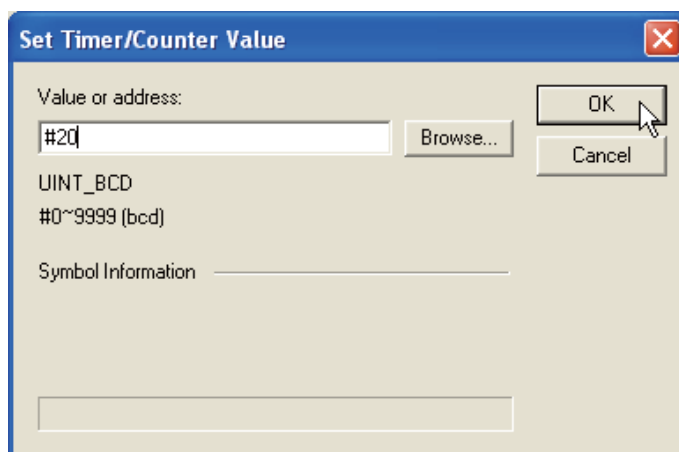 Set Timer/Counter Value
Value or address:
#20
Browse...
OK
Cancel
UINT_BCD
#0~9999 (bcd)
Symbol Information